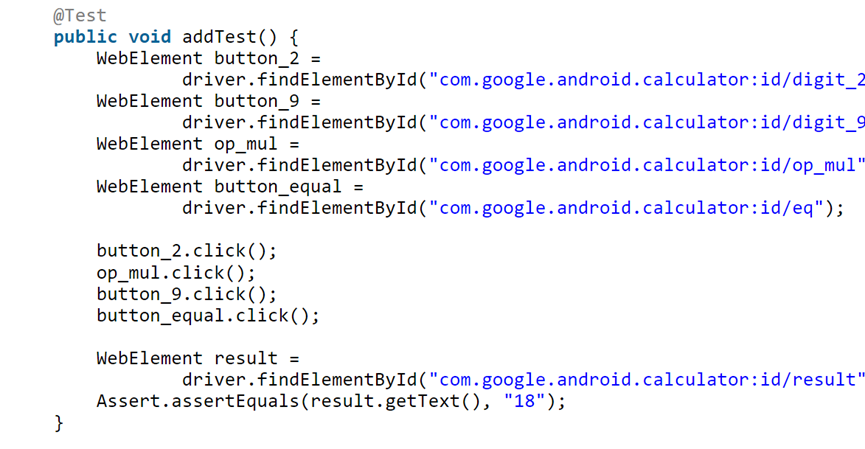 @Test
public void addTest() {
WebElement button_2 =
driver.findElementById("com.google.android.calculator:id/digit_2
WebElement button_9 =
driver.findElementById("com.google.android.calculator:id/digit_9
WebElement op_mul =
driver.findElementById("com.google.android.calculator:id/op_mul"
WebElement button_equal =
driver.findElementById("com.google.android.calculator:id/eq");
button_2.click();
op_mul.click();
button_9.click();
button_equal.click();
WebElement result =
driver.findElementById("com.google.android.calculator:id/result"
Assert.assertEquals(result.getText(), "18");
}